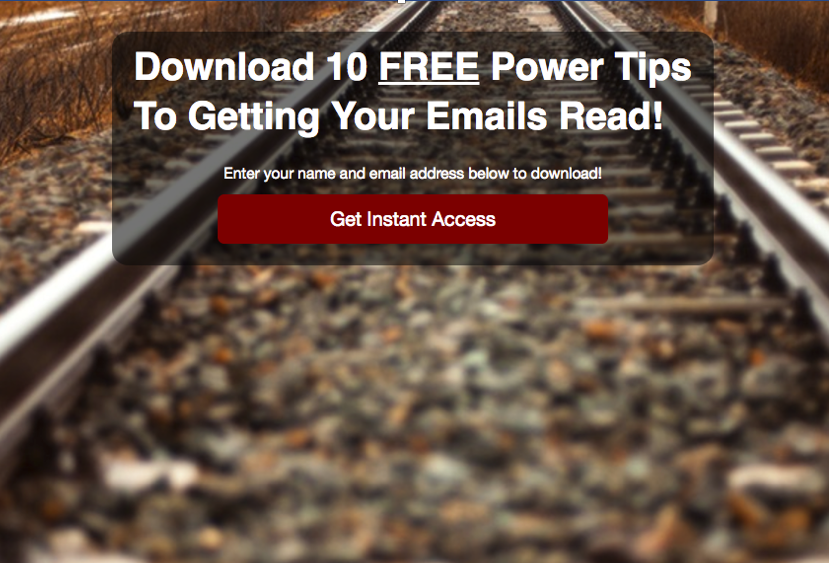 Download 10 FREE Power Tips
To Getting Your Emails Read!
Enter your name and email address below to download!
Get Instant Access